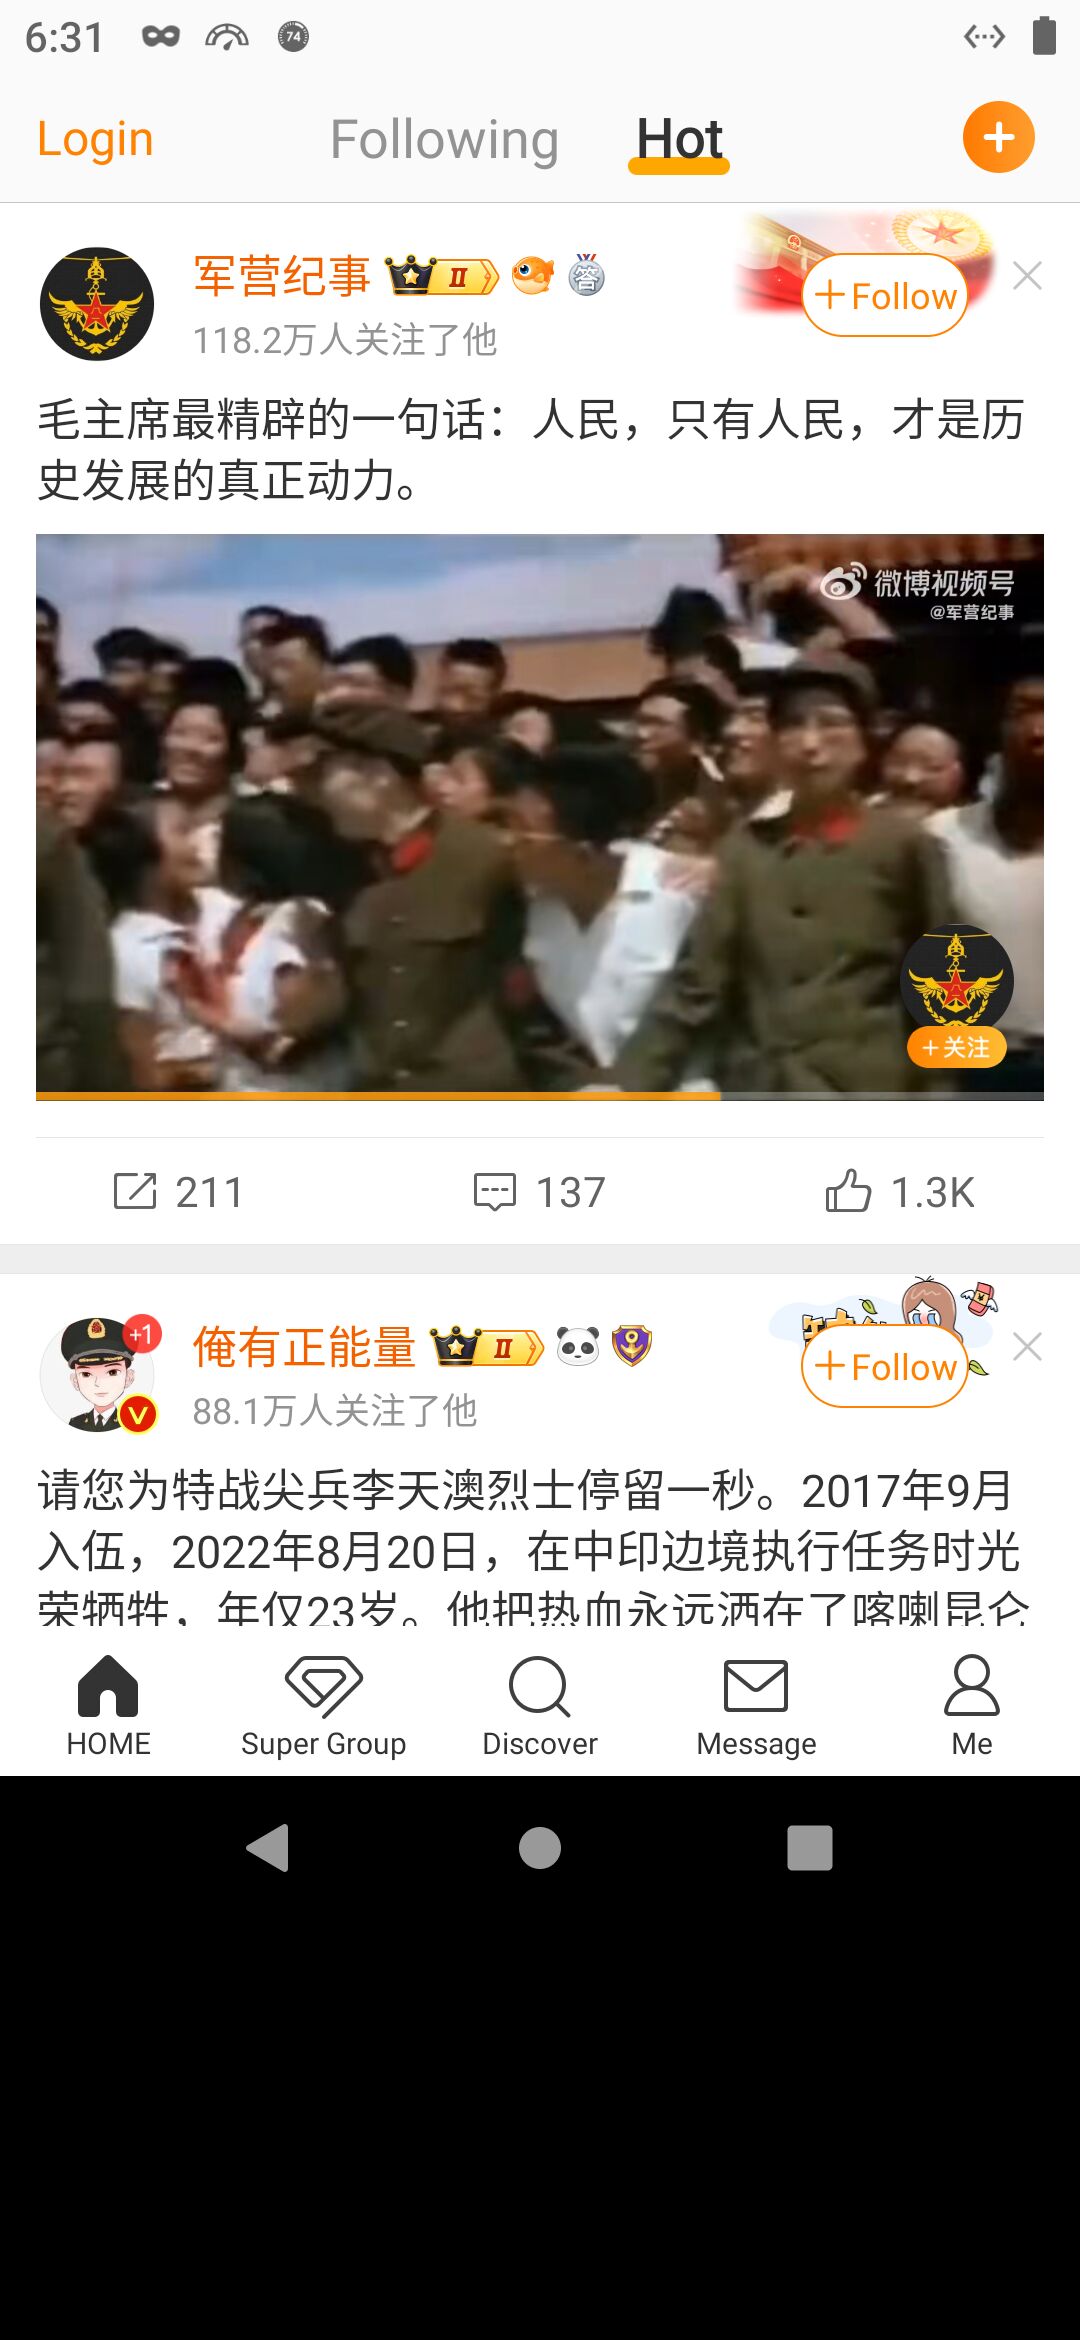 6:31
74
Login
Following
Hot
军营纪事
II
答
118.2万人关注了他
+Follow
毛主席最精辟的一句话：人民，只有人民，才是历
史发展的真正动力。
微博视频号
@军营纪事
+关注
211
137
1.3K
+1
V
俺有正能量
II
88.1万人关注了他
+Follow
请您为特战尖兵李天澳烈士停留一秒。2017年9月
入伍，2022年8月20日，在中印边境执行任务时光
荣牺牲，年仅23岁。他把热血永远洒在了喀喇昆仑
HOME
Super Group
Discover
Message
Me